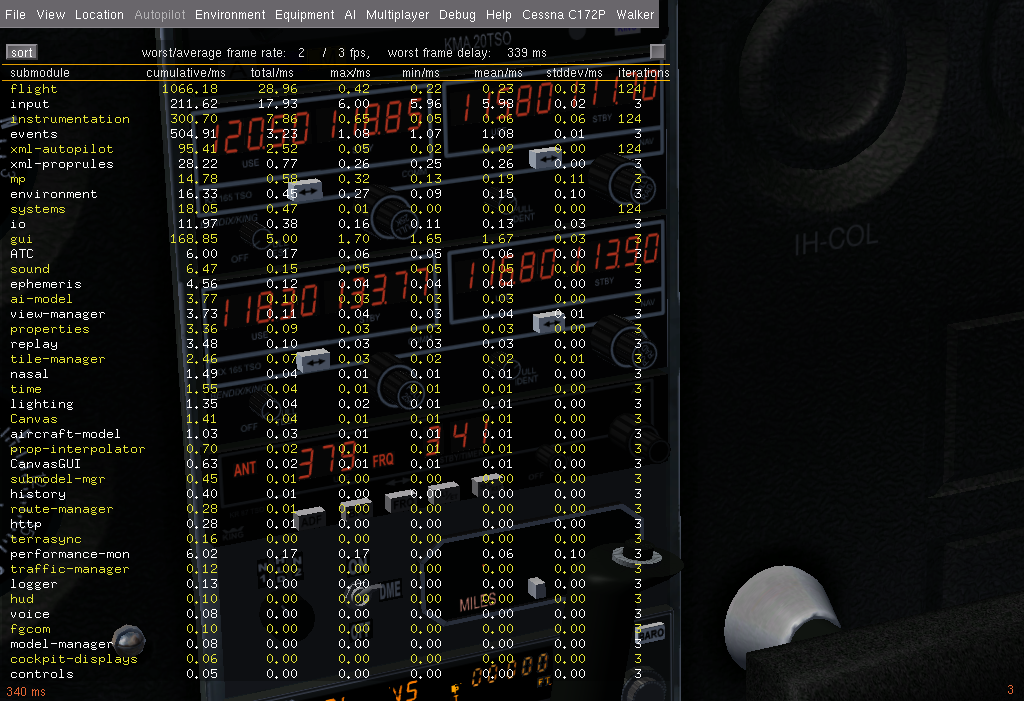 File View Location Autopilot Environment Equipment AI Multiplayer Debug Help Cessna C172P Walker
KMA 20TSO
sort worst/average frame rate: 2 / 3 fps, worst frame delay: 339 ms
submodule cumulative/ms total/ms max/ms min/ms mean/ms stddev/ms iterations
flight 1066.18 28.96 0.42 0.22 0.23 0.03 124
input 211.62 17.93 6.00 5.96 5.98 0.02 3
instrumentation 300.70 7.86 0.65 0.05 0.06 0.06 124
events 504.91 3.23 1.08 1.07 1.08 0.01 3
xml-autopilot 95.41 2.52 0.05 0.02 0.02 0.00 124
xml-proprules 28.22 0.77 0.26 0.25 0.26 0.00 3
mp 14.78 0.58 0.32 0.13 0.19 0.11 3
environment 16.33 0.45 0.27 0.09 0.15 0.10 3
systems 18.05 0.47 0.01 0.00 0.00 0.00 124
io 11.97 0.38 0.16 0.11 0.13 0.03 3
gui 168.85 5.00 1.70 1.65 1.67 0.03 3
ATC 6.00 0.17 0.06 0.05 0.06 0.00 3
sound 6.47 0.15 0.05 0.05 0.05 0.00 3
ephemeris 4.56 0.12 0.04 0.04 0.04 0.00 3
ai-model 3.77 0.10 0.03 0.03 0.03 0.00 3
view-manager 3.73 0.11 0.04 0.03 0.04 0.01 3
properties 3.36 0.09 0.03 0.03 0.03 0.00 3
replay 3.48 0.10 0.03 0.03 0.03 0.00 3
tile-manager 2.46 0.07 0.03 0.02 0.02 0.01 3
nasal 1.49 0.04 0.01 0.01 0.01 0.00 3
time 1.55 0.04 0.01 0.01 0.01 0.00 3
lighting 1.35 0.04 0.02 0.01 0.01 0.00 3
Canvas 1.41 0.04 0.01 0.01 0.01 0.00 3
aircraft-model 1.03 0.03 0.01 0.01 0.01 0.00 3
prop-interpolator 0.70 0.02 0.01 0.01 0.01 0.00 3
CanvasGUI 0.63 0.02 0.01 0.01 0.01 0.00 3
submodel-mgr 0.45 0.01 0.00 0.00 0.00 0.00 3
history 0.40 0.01 0.00 0.00 0.00 0.00 3
route-manager 0.28 0.01 0.00 0.00 0.00 0.00 3
http 0.28 0.01 0.00 0.00 0.00 0.00 3
terrasync 0.16 0.00 0.00 0.00 0.00 0.00 3
performance-mon 6.02 0.17 0.17 0.00 0.06 0.10 3
traffic-manager 0.12 0.00 0.00 0.00 0.00 0.00 3
logger 0.13 0.00 0.00 0.00 0.00 0.00 3
hud 0.10 0.00 0.00 0.00 0.00 0.00 3
voice 0.08 0.00 0.00 0.00 0.00 0.00 3
fgcom 0.10 0.00 0.00 0.00 0.00 0.00 3
model-manager 0.08 0.00 0.00 0.00 0.00 0.00 3
cockpit-displays 0.06 0.00 0.00 0.00 0.00 0.00 3
controls 0.05 0.00 0.00 0.00 0.00 0.00 3
340 ms
3
IH-COL
USE
STBY
OFF
118.30 133.77
110.80 113.90
STBY
OFF
ANT 379 FRQ 341
ADF
DME
MILES
BARO
FT